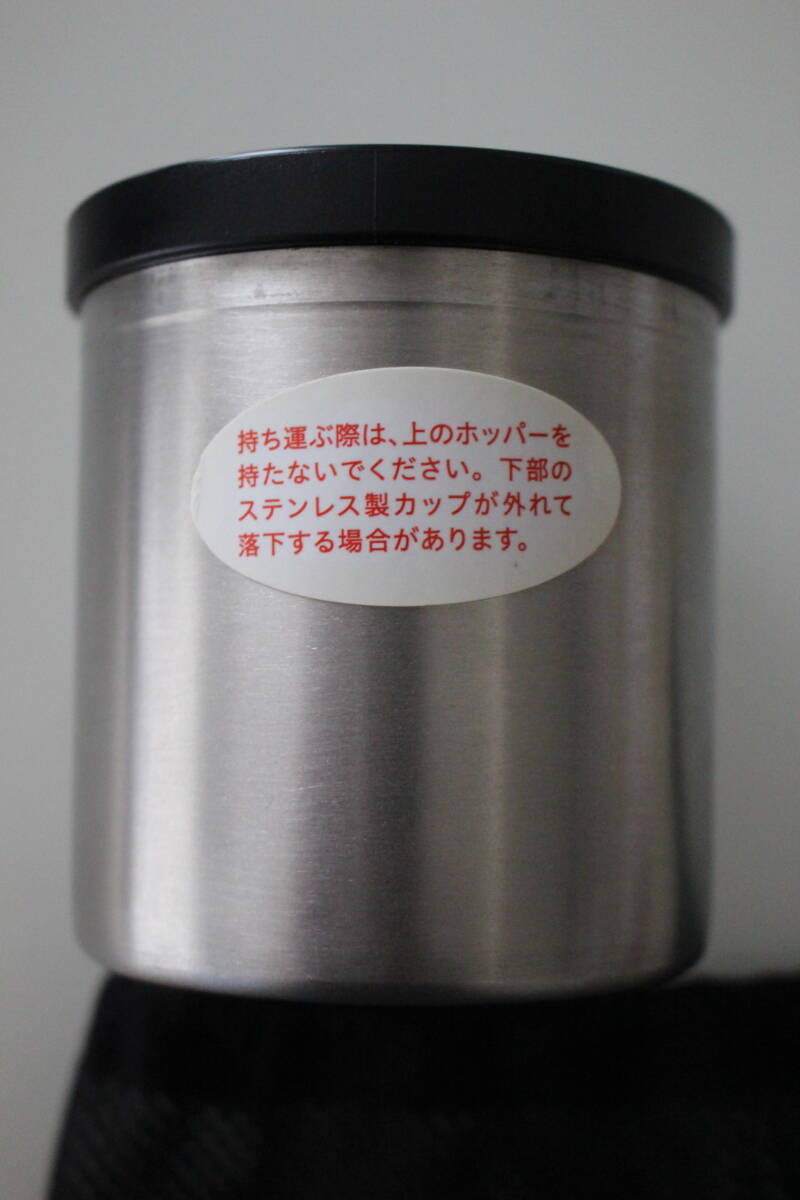 持ち運ぶ際は、上のホッパーを
持たないでください。下部の
ステンレス製カップが外れて
落下する場合があります。